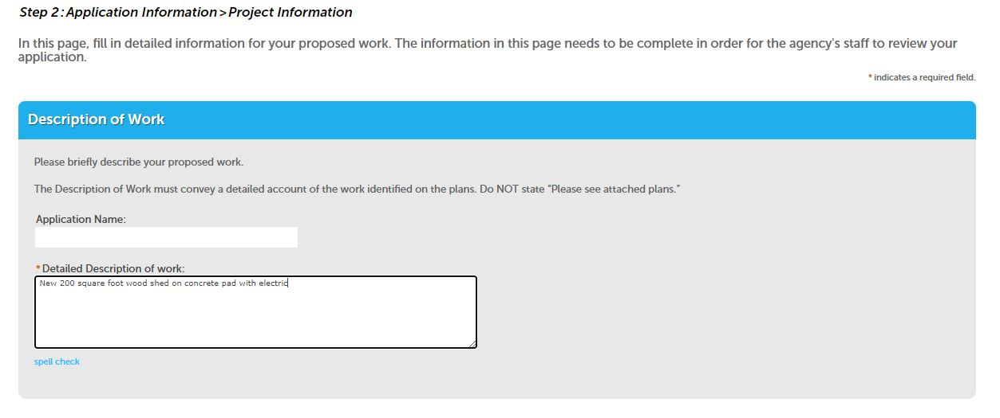 Step 2: Application Information > Project Information
In this page, fill in detailed information for your proposed work. The information in this page needs to be complete in order for the agency's staff to review your
application.
* indicates a required field.
Description of Work
Please briefly describe your proposed work.
The Description of Work must convey a detailed account of the work identified on the plans. Do NOT state "Please see attached plans."
Application Name:
* Detailed Description of work:
New 200 square foot wood shed on concrete pad with electric
spell check